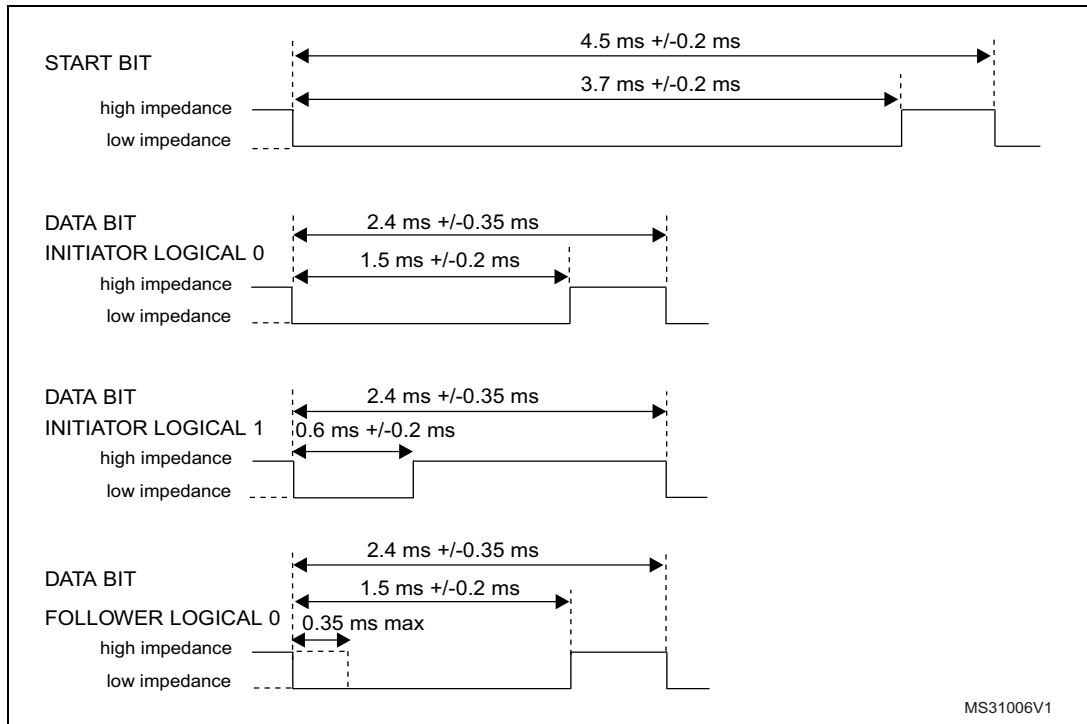 4.5 ms +/-0.2 ms
START BIT
3.7 ms +/-0.2 ms
high impedance
low impedance
DATA BIT
2.4 ms +/-0.35 ms
INITIATOR LOGICAL 0
1.5 ms +/-0.2 ms
high impedance
low impedance
DATA BIT
2.4 ms +/-0.35 ms
INITIATOR LOGICAL 1
0.6 ms +/-0.2 ms
high impedance
low impedance
2.4 ms +/-0.35 ms
DATA BIT
1.5 ms +/-0.2 ms
FOLLOWER LOGICAL 0
0.35 ms max
high impedance
low impedance
MS31006V1